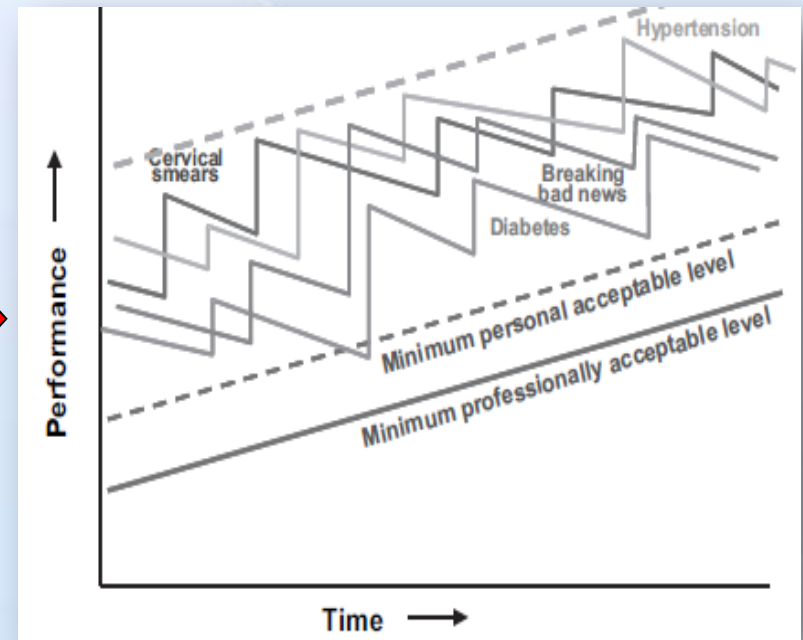 Hypertension
Cervical
smears
Breaking
bad news
Diabetes
Minimum personal acceptable level
Minimum professionally acceptable level
Performance
Time